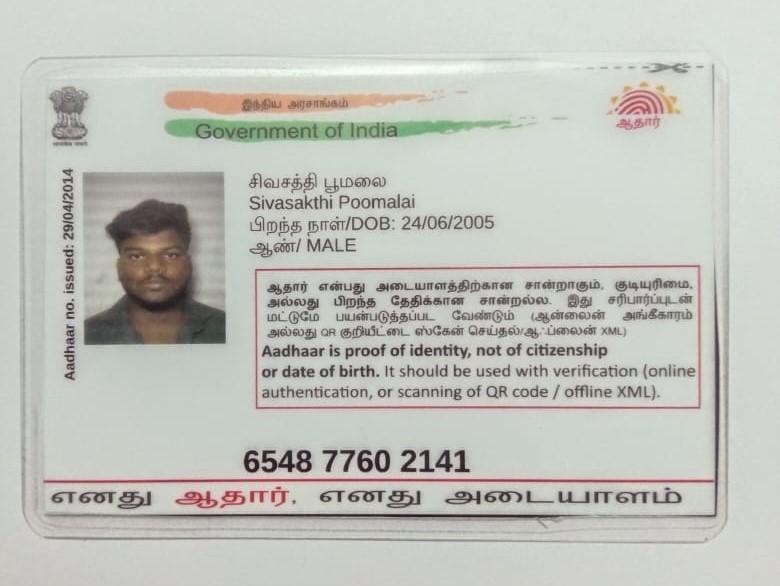 இந்திய அரசாங்கம்
Government of India
ஆதார்
Aadhaar no. issued: 29/04/2014
சிவசத்தி பூமலை
Sivasakthi Poomalai
பிறந்த நாள்/DOB: 24/06/2005
ஆண்/ MALE
ஆதார் என்பது அடையாளத்திற்கான சான்றாகும், குடியுரிமை,
அல்லது பிறந்த தேதிக்கான சான்றல்ல. இது சரிபார்ப்புடன்
மட்டுமே பயன்படுத்தப்பட வேண்டும் (ஆன்லைன் அங்கீகாரம்
அல்லது QR குறியீட்டை ஸ்கேன் செய்தல்/ஆஃப்லைன் XML)
Aadhaar is proof of identity, not of citizenship
or date of birth. It should be used with verification (online
authentication, or scanning of QR code / offline XML).
6548 7760 2141
எனது ஆதார், எனது அடையாளம்